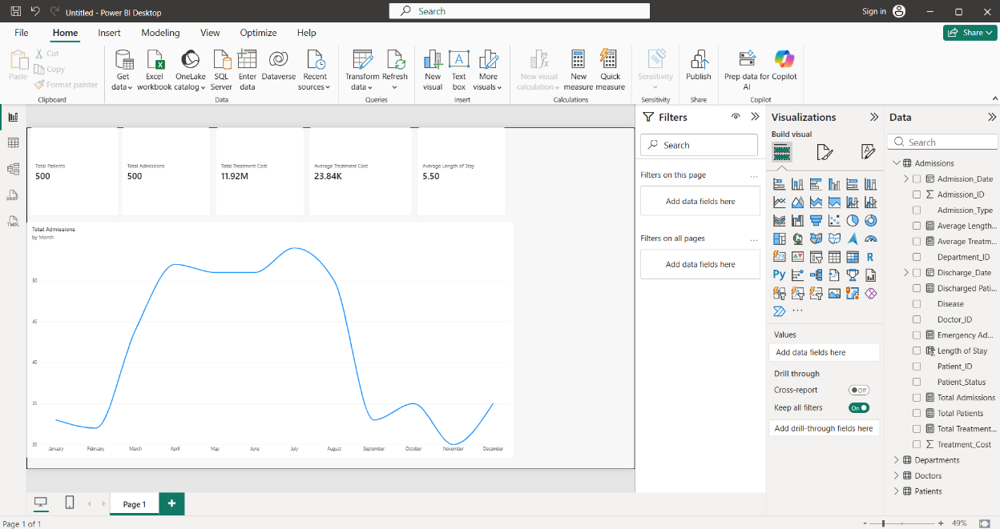 Untitled - Power BI Desktop
Search
Sign in
File Home Insert Modeling View Optimize Help
Share
Paste
Cut
Copy
Format painter
Clipboard
Get data
Excel workbook
OneLake catalog
SQL Server
Enter data
Dataverse
Recent sources
Data
Transform data
Refresh
Queries
New visual
Text box
More visuals
Insert
New visual calculation
New measure
Quick measure
Calculations
Sensitivity
Sensitivity
Publish
Share
Prep data for AI
Copilot
Copilot
Total Patients
500
Total Admissions
500
Total Treatment Cost
11.92M
Average Treatment Cost
23.84K
Average Length of Stay
5.50
Total Admissions
by Month
50
45
40
35
30
January February March April May June July August September October November December
Filters
Search
Filters on this page
...
Add data fields here
Filters on all pages
...
Add data fields here
Visualizations
Build visual
123
R
Py
...
Values
Add data fields here
Drill through
Cross-report
Off
Keep all filters
On
Add drill-through fields here
Data
Search
Admissions
Admission_Date
Admission_ID
Admission_Type
Average Length...
Average Treatm...
Department_ID
Discharge_Date
Discharged Pati...
Disease
Doctor_ID
Emergency Ad...
Length of Stay
Patient_ID
Patient_Status
Total Admissions
Total Patients
Total Treatment...
Treatment_Cost
Departments
Doctors
Patients
DAX
TMDL
Page 1
+
Page 1 of 1
- + 49%